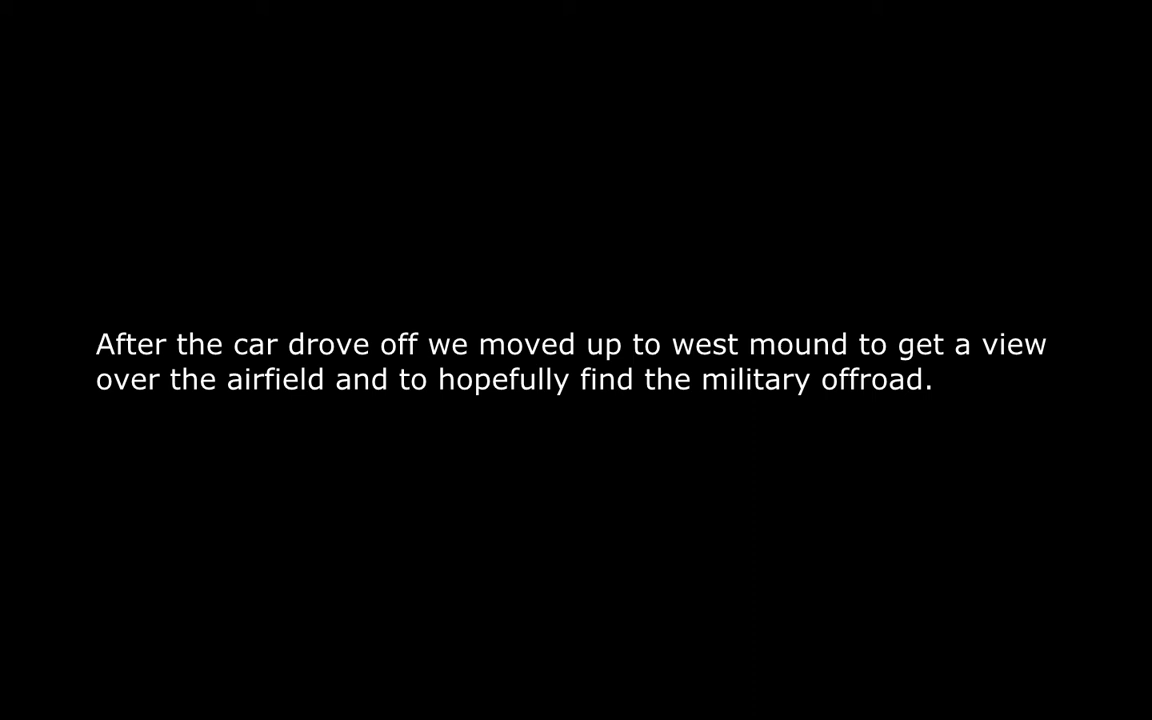 After the car drove off we moved up to west mound to get a view
over the airfield and to hopefully find the military offroad.